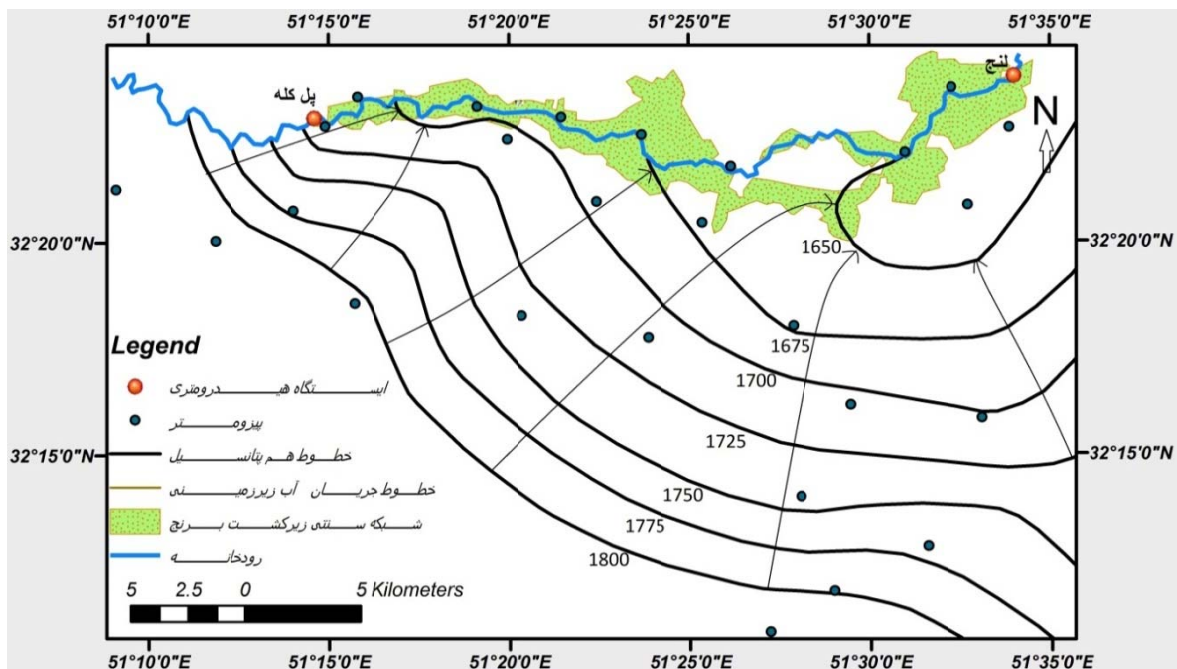 51°10'0"E 51°15'0"E 51°20'0"E 51°25'0"E 51°30'0"E 51°35'0"E
لنج
پل کله
N
32°20'0"N 32°20'0"N
1650
1675
1700
1725
1750
1775
1800
32°15'0"N 32°15'0"N
Legend
ایستگاه هیدرومتری
پیزومتر
خطوط هم پتانسیل
خطوط جریان آب زیرزمینی
شبکه سنتی زیرکشت برنج
رودخانه
5 2.5 0 5 Kilometers
51°10'0"E 51°15'0"E 51°20'0"E 51°25'0"E 51°30'0"E 51°35'0"E